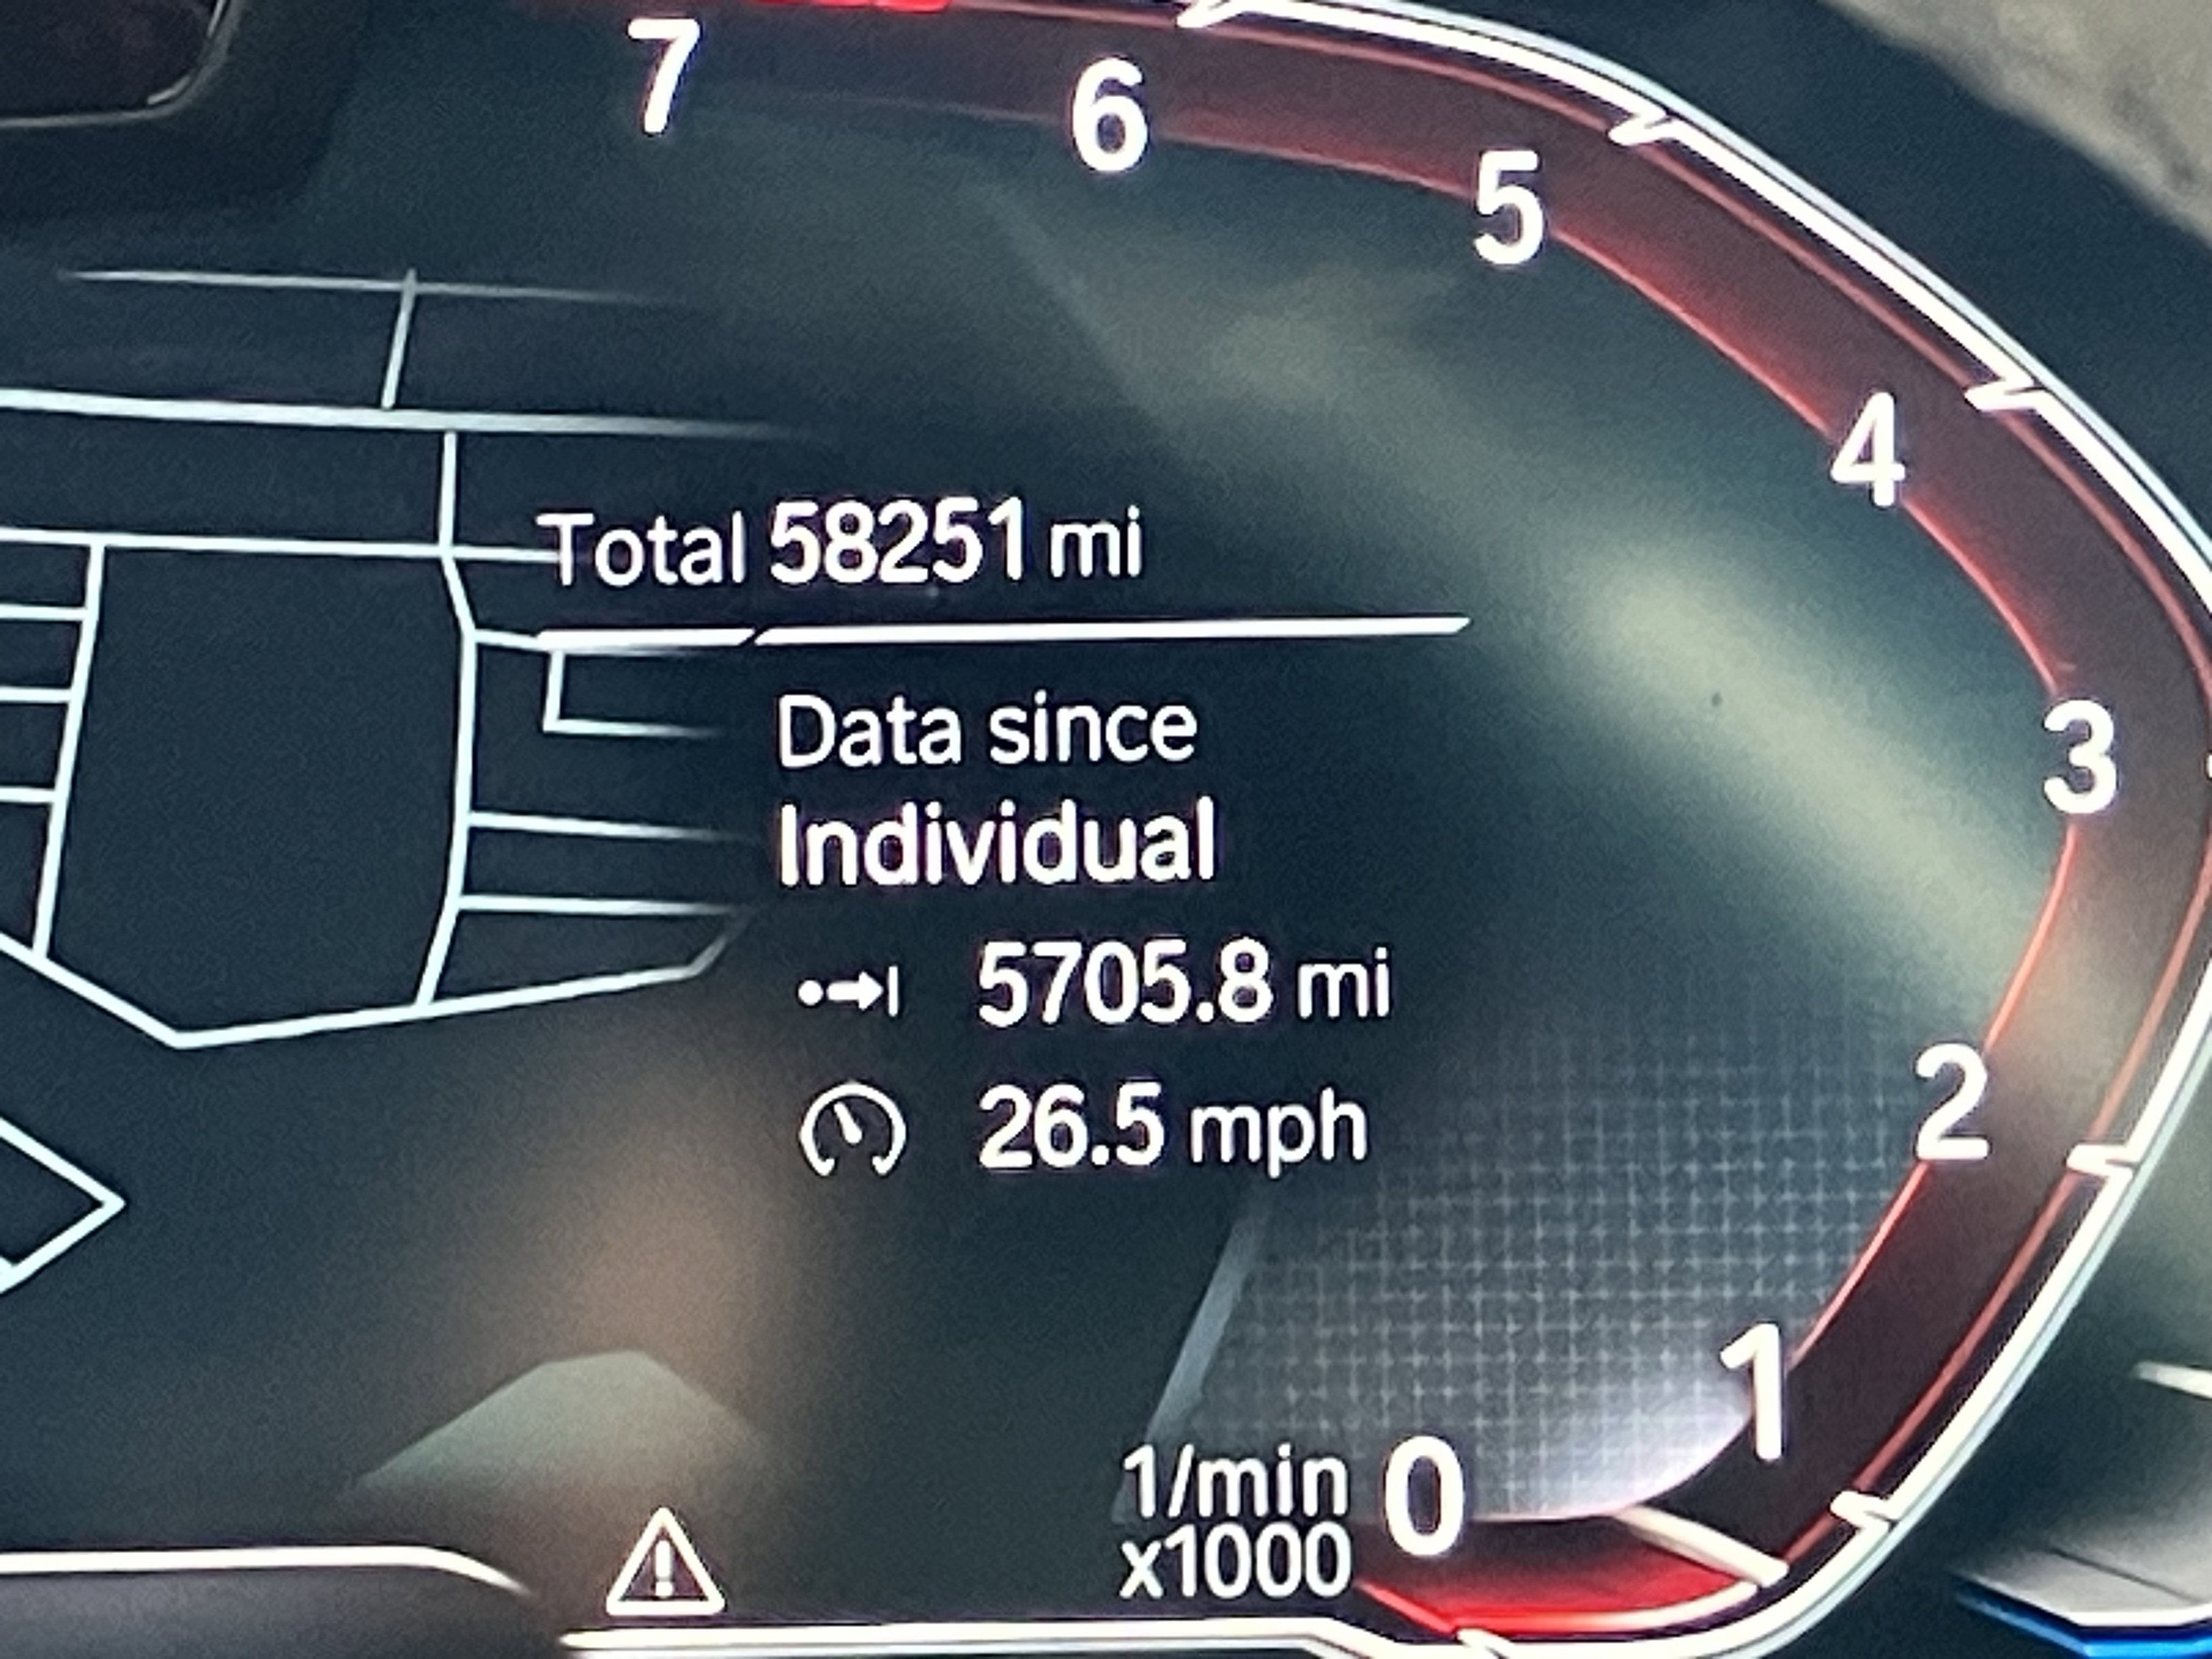 7
6
5
4
Total 58251 mi
Data since
3
Individual
5705.8 mi
2
26.5 mph
1
1/min 0
x1000